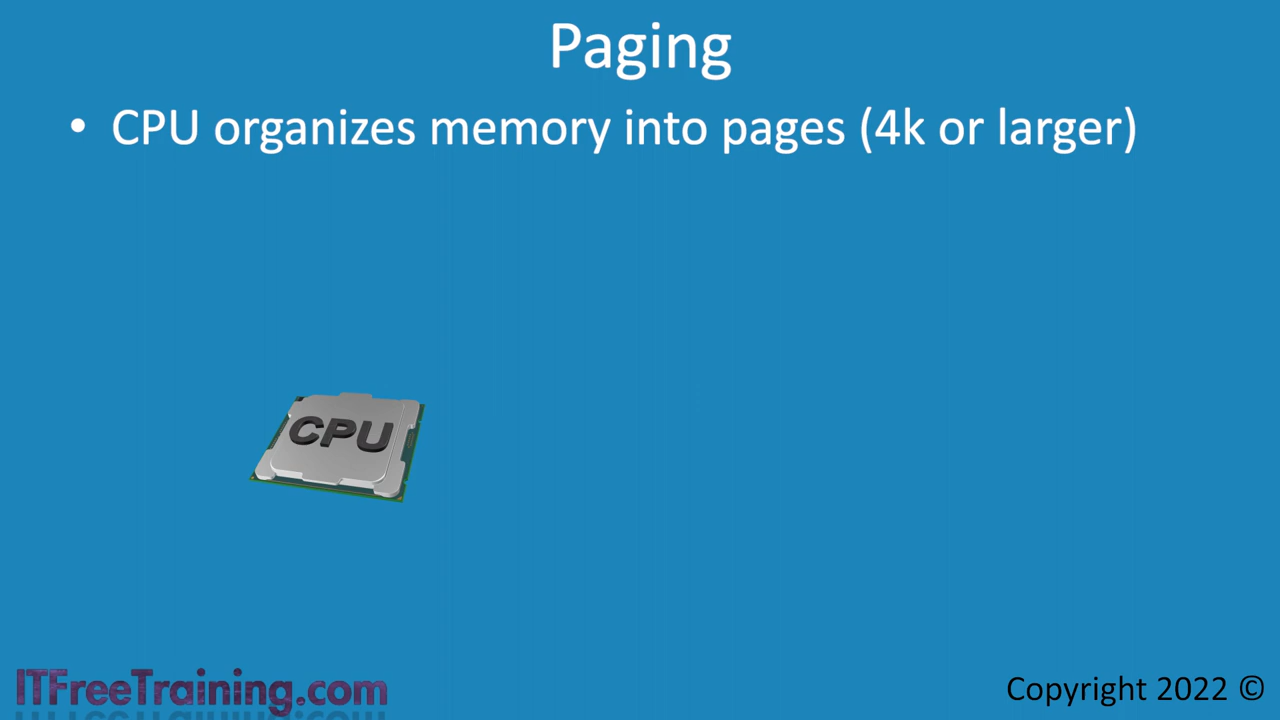 Paging
• CPU organizes memory into pages (4k or larger)
CPU
ITFreeTraining.com
Copyright 2022 ©